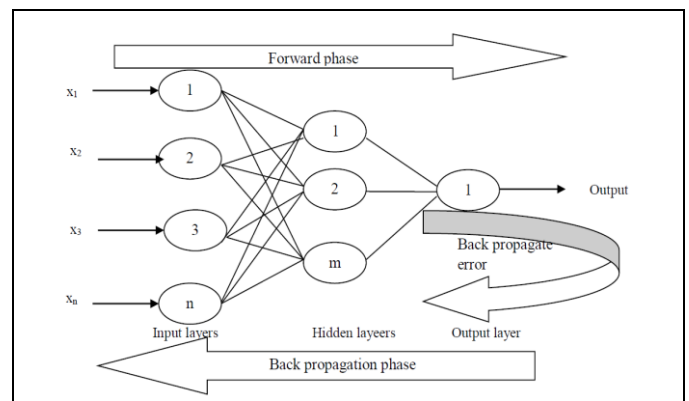 Forward phase
x1
1
1
x2
2
2
1
Output
x3
3
Back propagate
error
m
xn
n
Input layers
Hidden layeers
Output layer
Back propagation phase